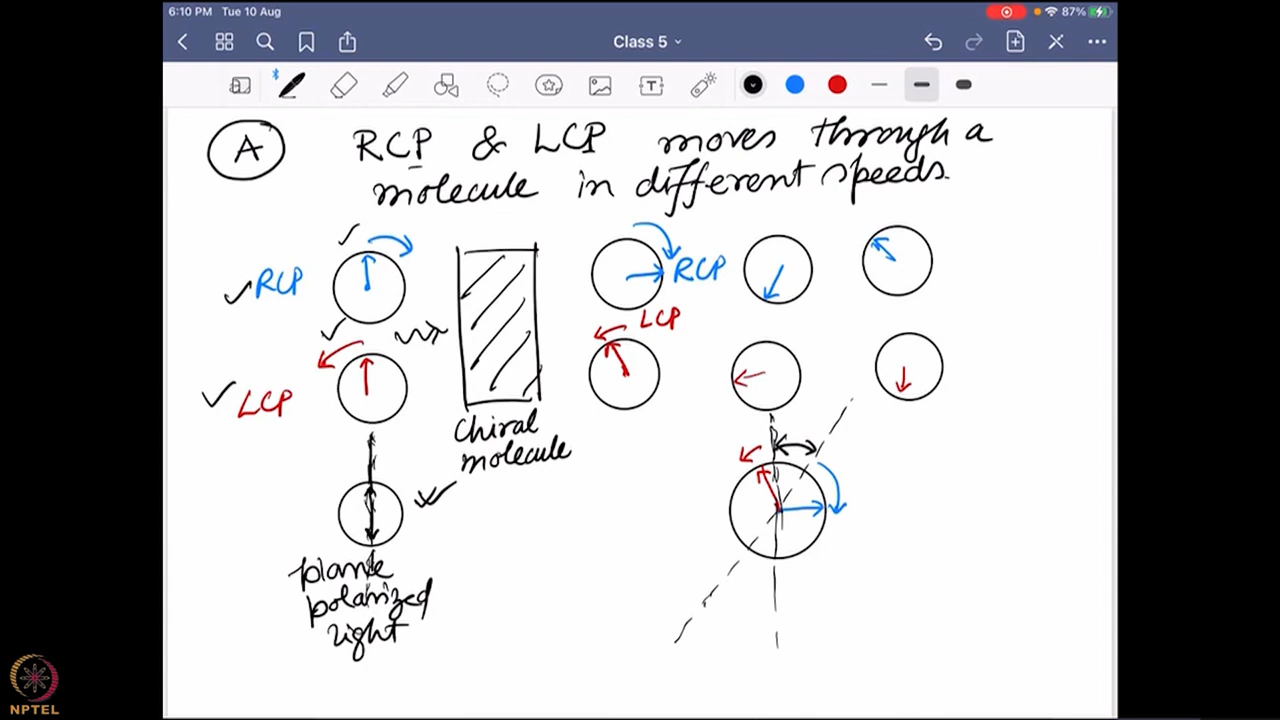 6:10 PM Tue 10 Aug
87%
Class 5
T
A
RCP & LCP moves through a
molecule in different speeds.
RCP
RCP
LCP
LCP
Chiral
molecule
plane
polarized
light
NPTEL